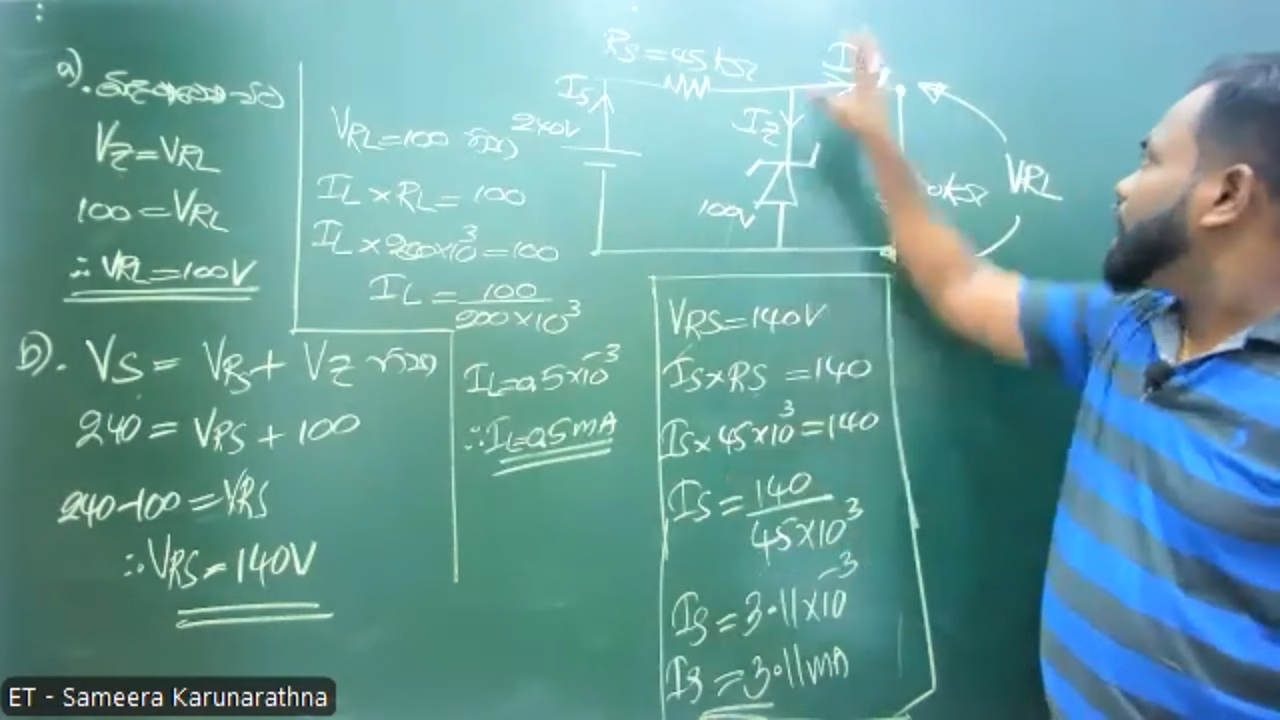 a).
Vz = VRL
100 = VRL
∴ VRL = 100V
b). VS = VRS + Vz නිසා
240 = VRS + 100
240-100 = VRS
∴ VRS = 140V
VRL = 100 නිසා
IL × RL = 100
IL × 200×10³ = 100
IL = 100 / 200×10³
IL = 0.5×10⁻³
∴ IL = 0.5mA
RS = 45kΩ
IS
240V
Iz
100V
VRL
VRS = 140V
IS × RS = 140
IS × 45×10³ = 140
IS = 140 / 45×10³
IS = 3.11×10⁻³
IS = 3.11mA
ET - Sameera Karunarathna